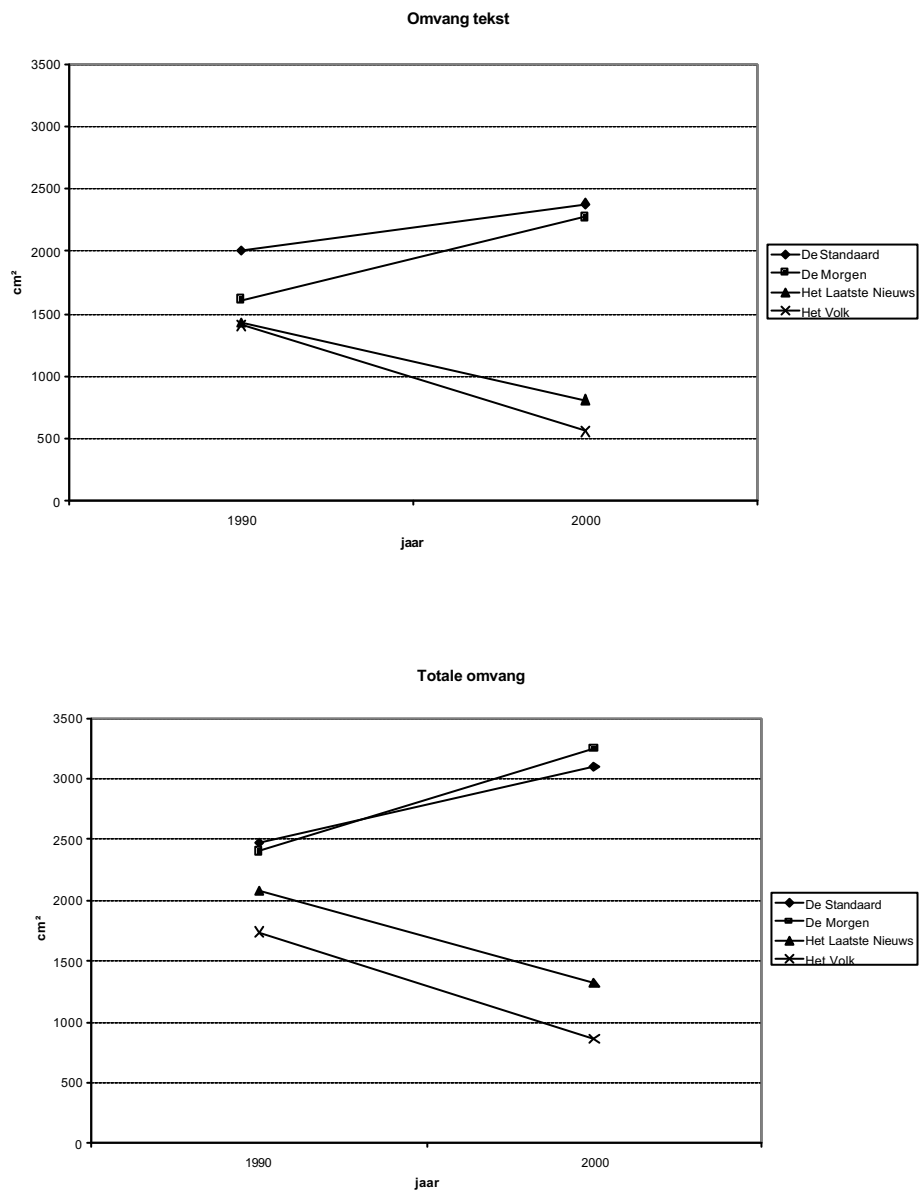 Omvang tekst
3500
3000
2500
2000
1500
1000
500
0
cm²
1990
2000
jaar
De Standaard
De Morgen
Het Laatste Nieuws
Het Volk
Totale omvang
3500
3000
2500
2000
1500
1000
500
0
cm²
1990
2000
jaar
De Standaard
De Morgen
Het Laatste Nieuws
Het Volk